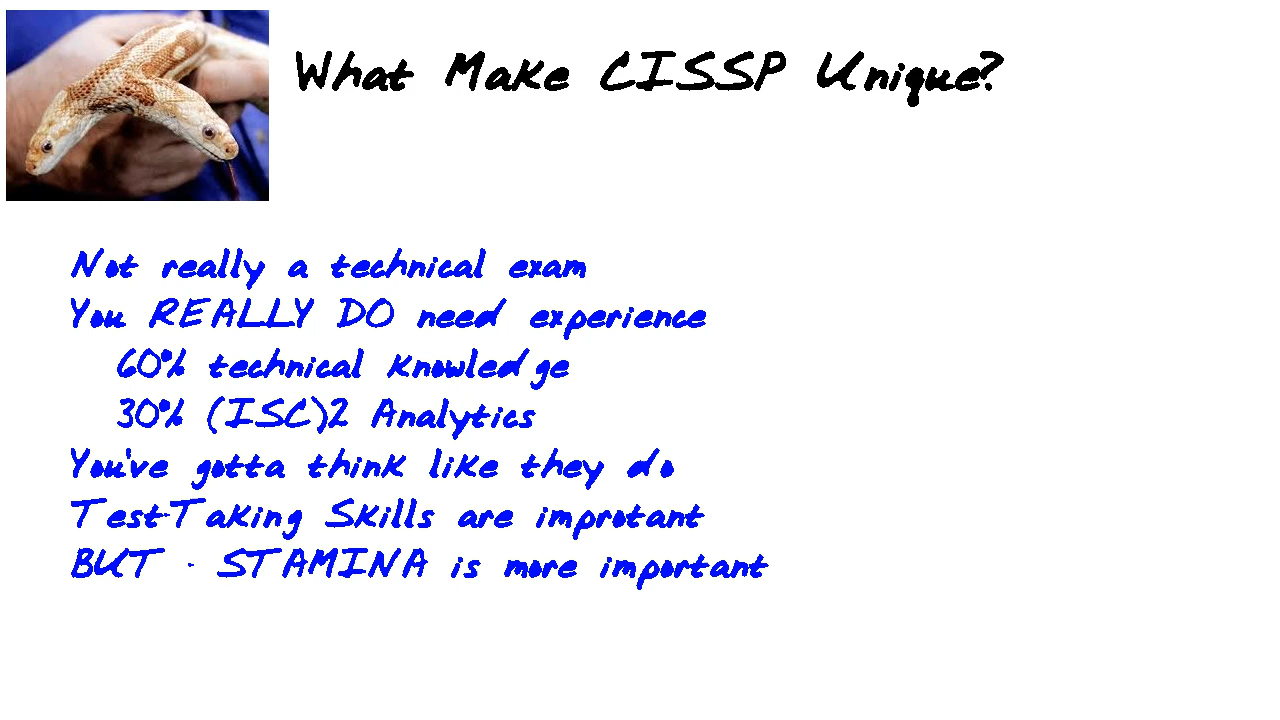 What Make CISSP Unique?
Not really a technical exam
You REALLY DO need experience
60% technical knowledge
30% (ISC)2 Analytics
You've gotta think like they do
Test-Taking Skills are improtant
BUT - STAMINA is more important